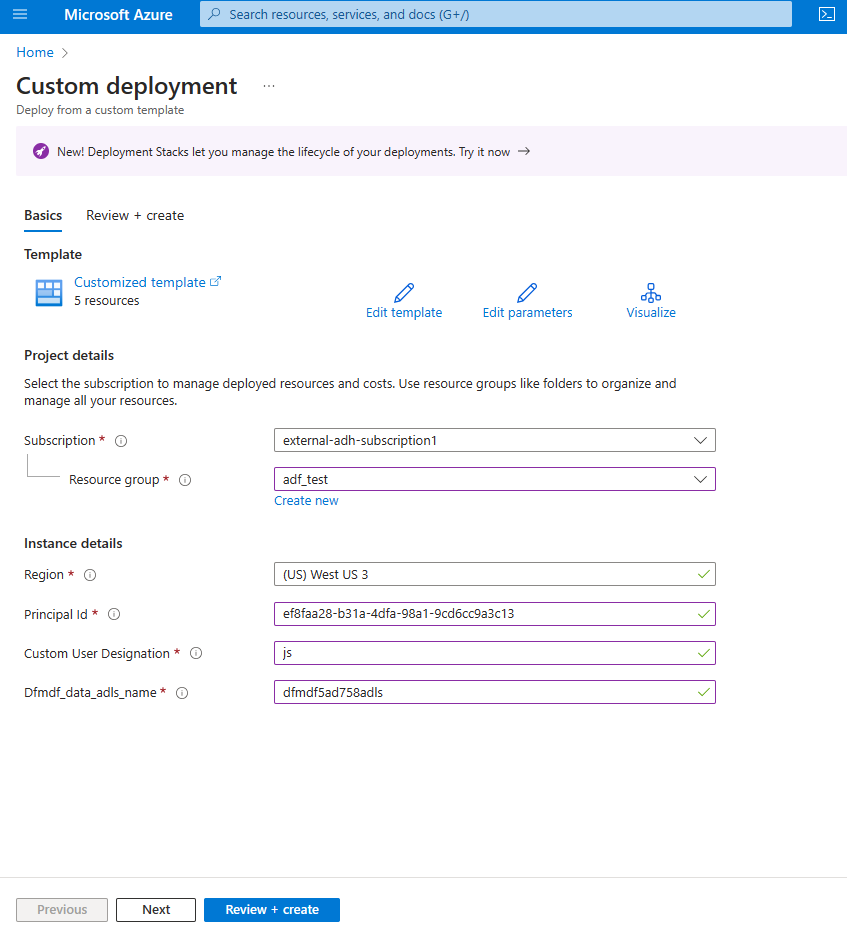 Microsoft Azure
Search resources, services, and docs (G+/)
Home
Custom deployment ...
Deploy from a custom template
New! Deployment Stacks let you manage the lifecycle of your deployments. Try it now →
Basics Review + create
Template
Customized template
5 resources
Edit template Edit parameters Visualize
Project details
Select the subscription to manage deployed resources and costs. Use resource groups like folders to organize and
manage all your resources.
Subscription * external-adh-subscription1
Resource group * adf_test
Create new
Instance details
Region * (US) West US 3
Principal Id * ef8faa28-b31a-4dfa-98a1-9cd6cc9a3c13
Custom User Designation * js
Dfmdf_data_adls_name * dfmdf5ad758adls
Previous Next Review + create